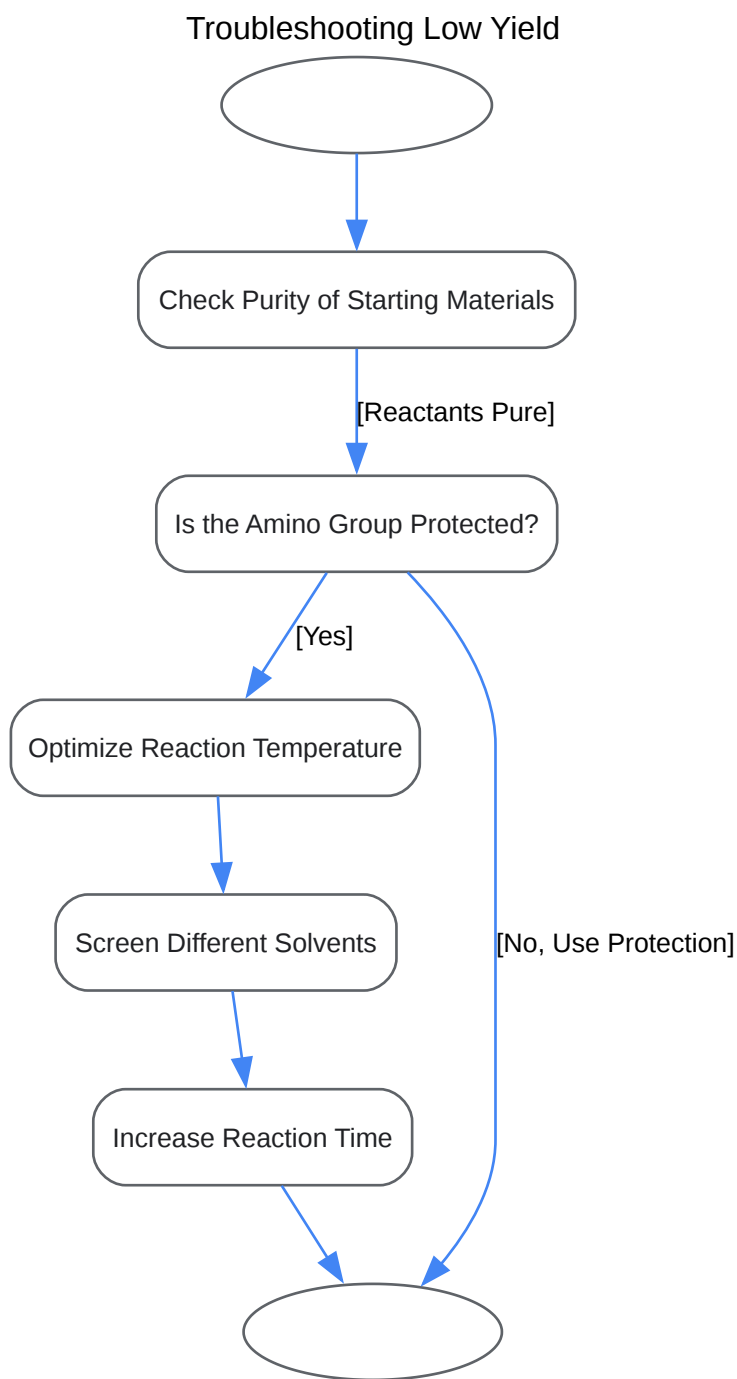 Troubleshooting Low Yield
Check Purity of Starting Materials
[Reactants Pure]
Is the Amino Group Protected?
[Yes]
Optimize Reaction Temperature
Screen Different Solvents
[No, Use Protection]
Increase Reaction Time